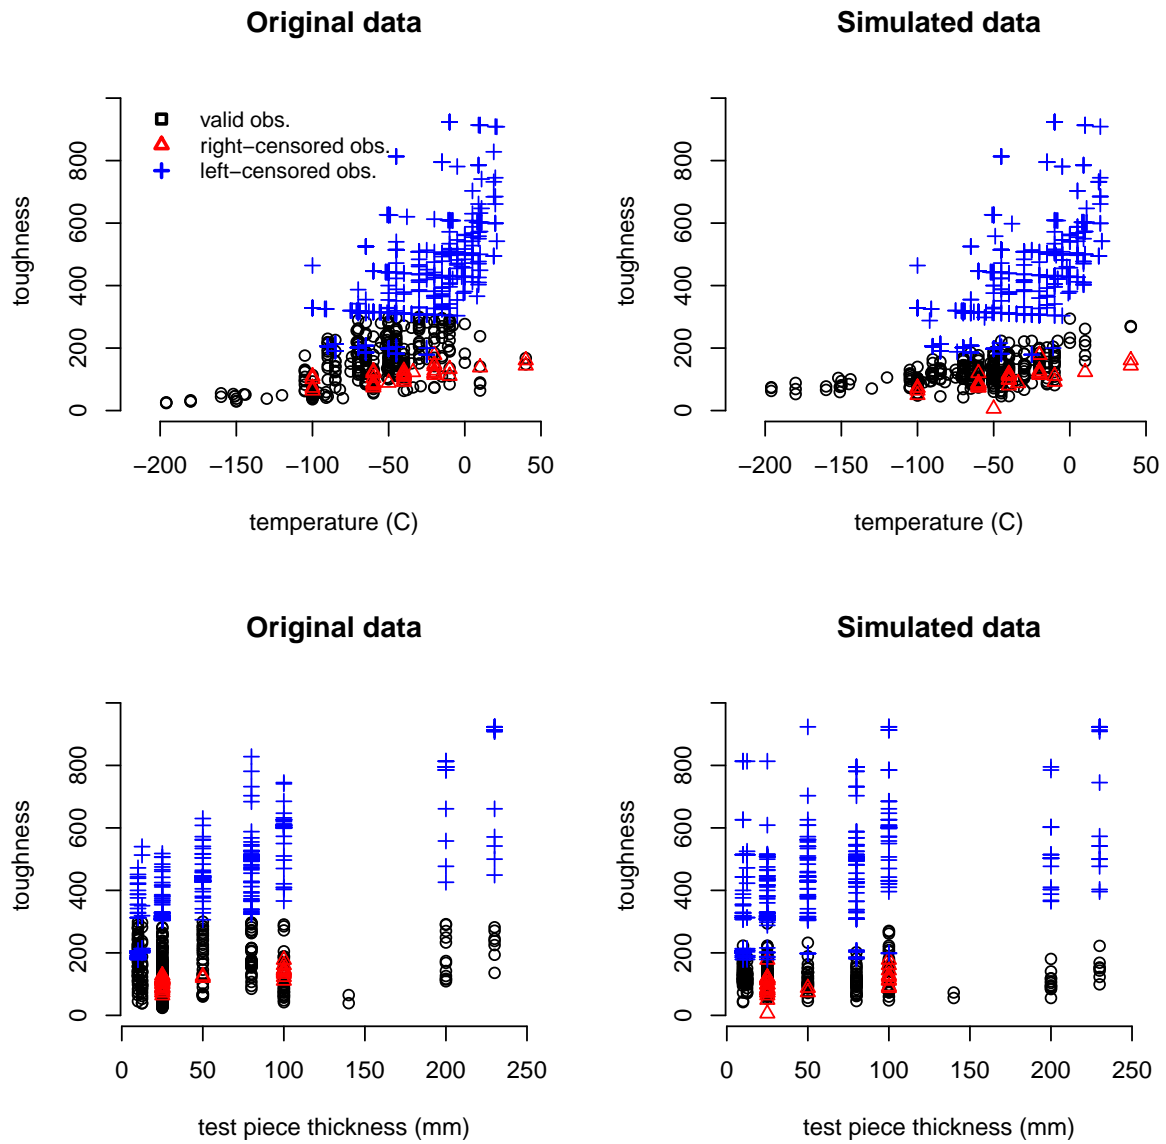 Original data
Simulated data
toughness
0 200 400 600 800
valid obs.
right−censored obs.
left−censored obs.
−200 −150 −100 −50 0 50
temperature (C)
toughness
0 200 400 600 800
−200 −150 −100 −50 0 50
temperature (C)
Original data
Simulated data
toughness
0 200 400 600 800
0 50 100 150 200 250
test piece thickness (mm)
toughness
0 200 400 600 800
0 50 100 150 200 250
test piece thickness (mm)